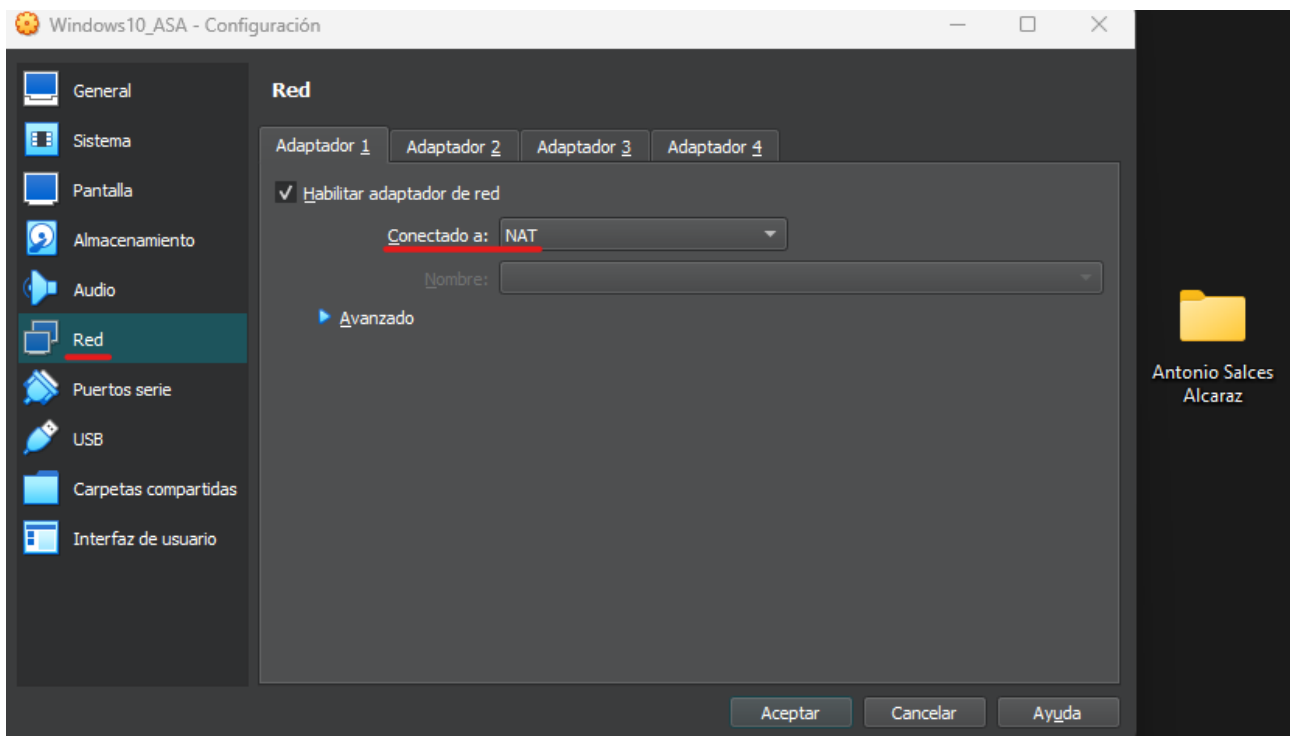 Windows10_ASA - Configuración
General
Sistema
Pantalla
Almacenamiento
Audio
Red
Puertos serie
USB
Carpetas compartidas
Interfaz de usuario
Red
Adaptador 1 Adaptador 2 Adaptador 3 Adaptador 4
Habilitar adaptador de red
Conectado a: NAT
Nombre:
Avanzado
Aceptar Cancelar Ayuda
Antonio Salces
Alcaraz